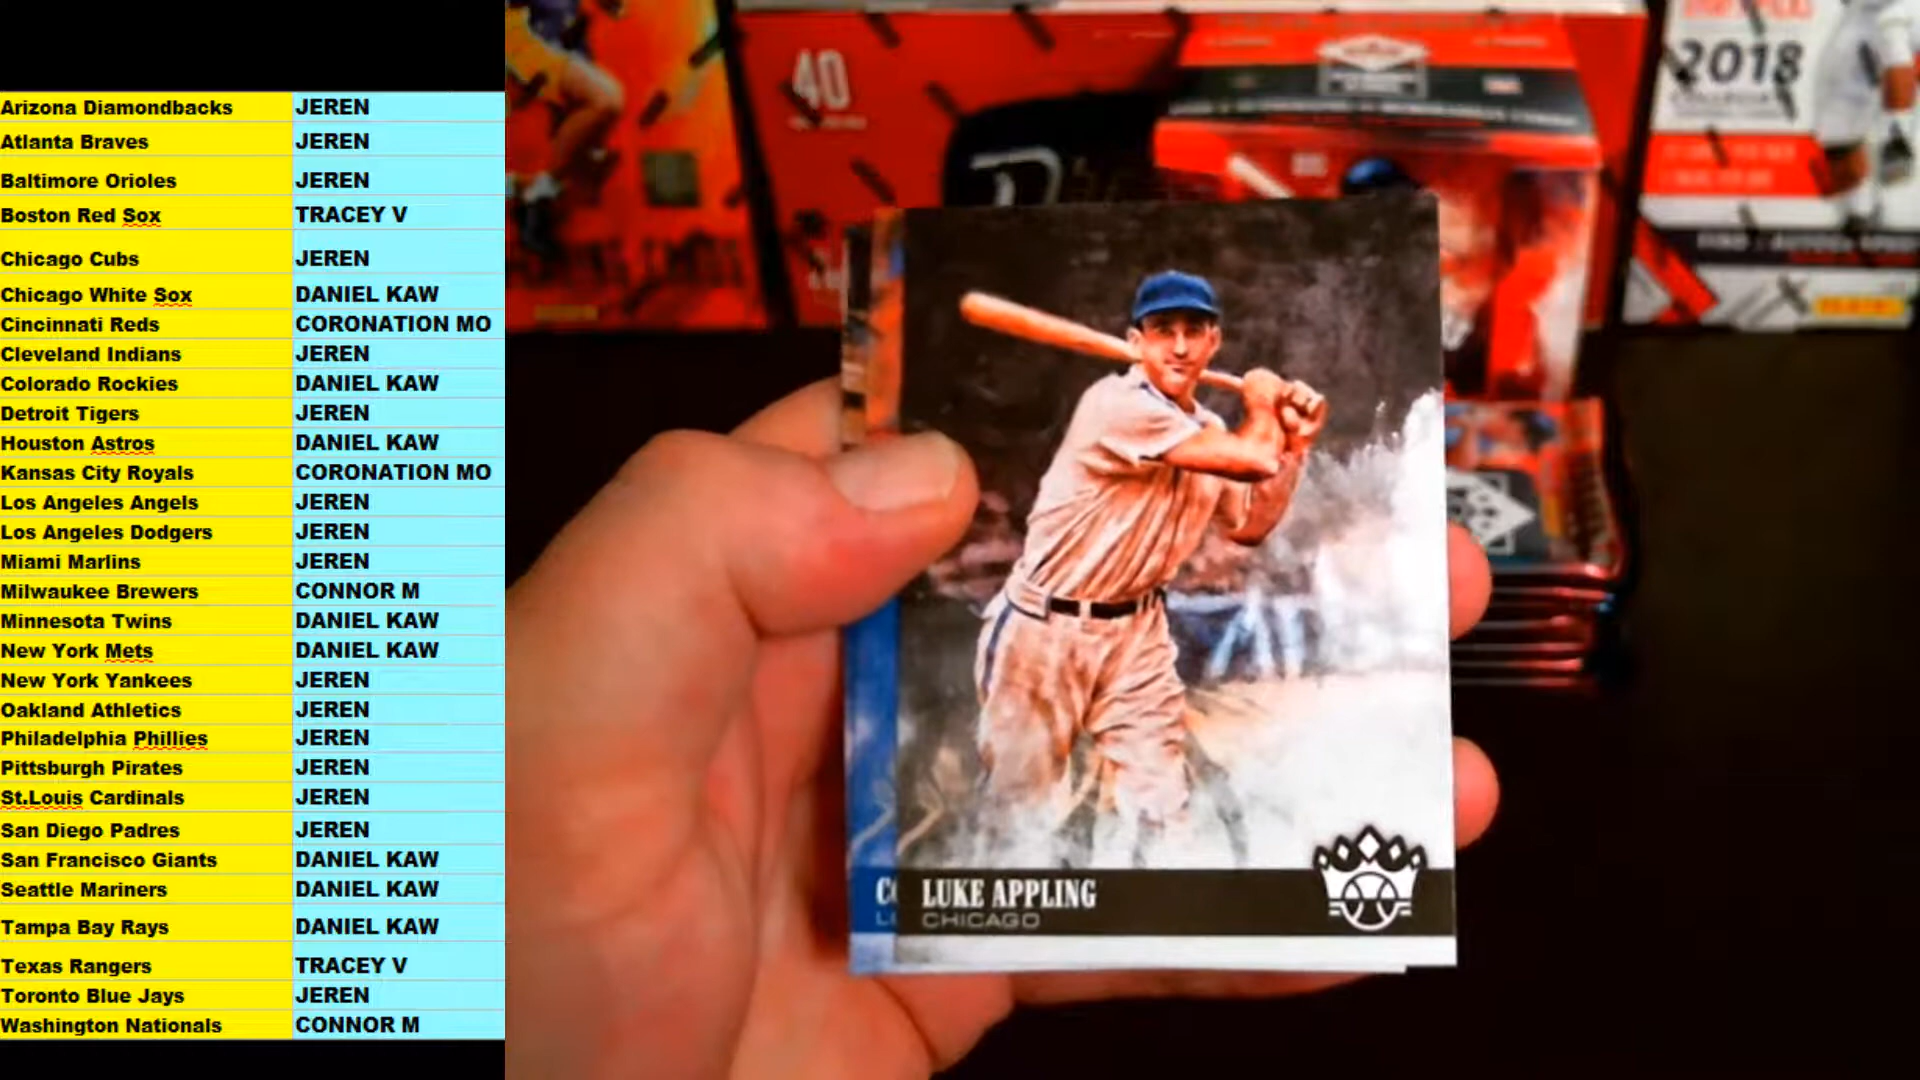 Arizona Diamondbacks JEREN
Atlanta Braves JEREN
Baltimore Orioles JEREN
Boston Red Sox TRACEY V
Chicago Cubs JEREN
Chicago White Sox DANIEL KAW
Cincinnati Reds CORONATION MO
Cleveland Indians JEREN
Colorado Rockies DANIEL KAW
Detroit Tigers JEREN
Houston Astros DANIEL KAW
Kansas City Royals CORONATION MO
Los Angeles Angels JEREN
Los Angeles Dodgers JEREN
Miami Marlins JEREN
Milwaukee Brewers CONNOR M
Minnesota Twins DANIEL KAW
New York Mets DANIEL KAW
New York Yankees JEREN
Oakland Athletics JEREN
Philadelphia Phillies JEREN
Pittsburgh Pirates JEREN
St.Louis Cardinals JEREN
San Diego Padres JEREN
San Francisco Giants DANIEL KAW
Seattle Mariners DANIEL KAW
Tampa Bay Rays DANIEL KAW
Texas Rangers TRACEY V
Toronto Blue Jays JEREN
Washington Nationals CONNOR M
40
2018
LUKE APPLING
CHICAGO